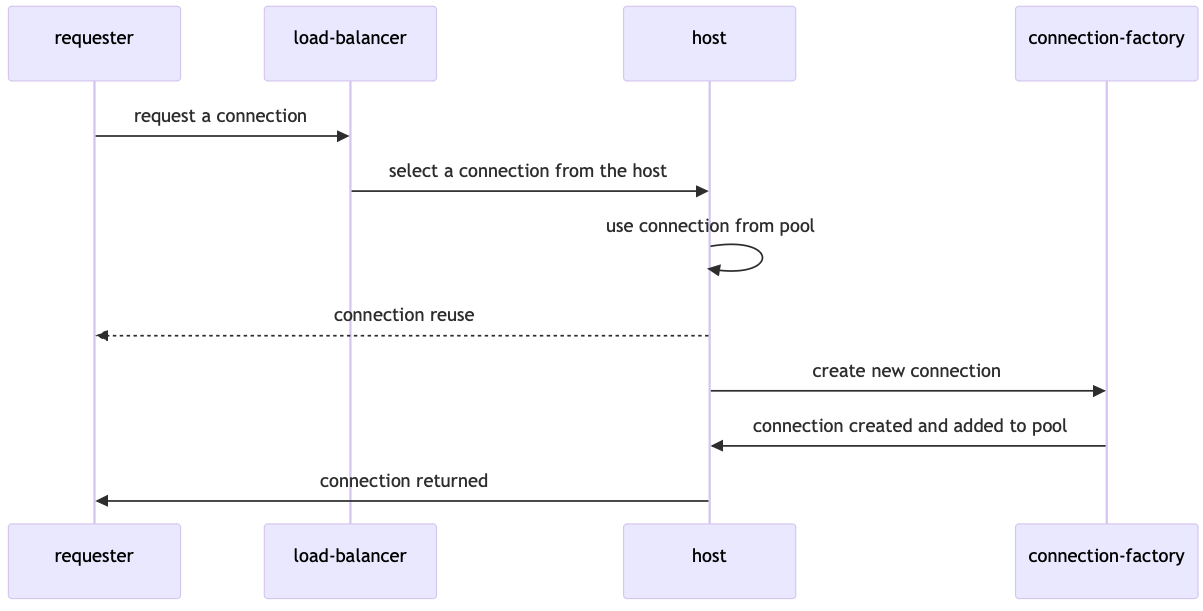 requester
load-balancer
host
connection-factory
request a connection
select a connection from the host
use connection from pool
connection reuse
create new connection
connection created and added to pool
connection returned
requester
load-balancer
host
connection-factory